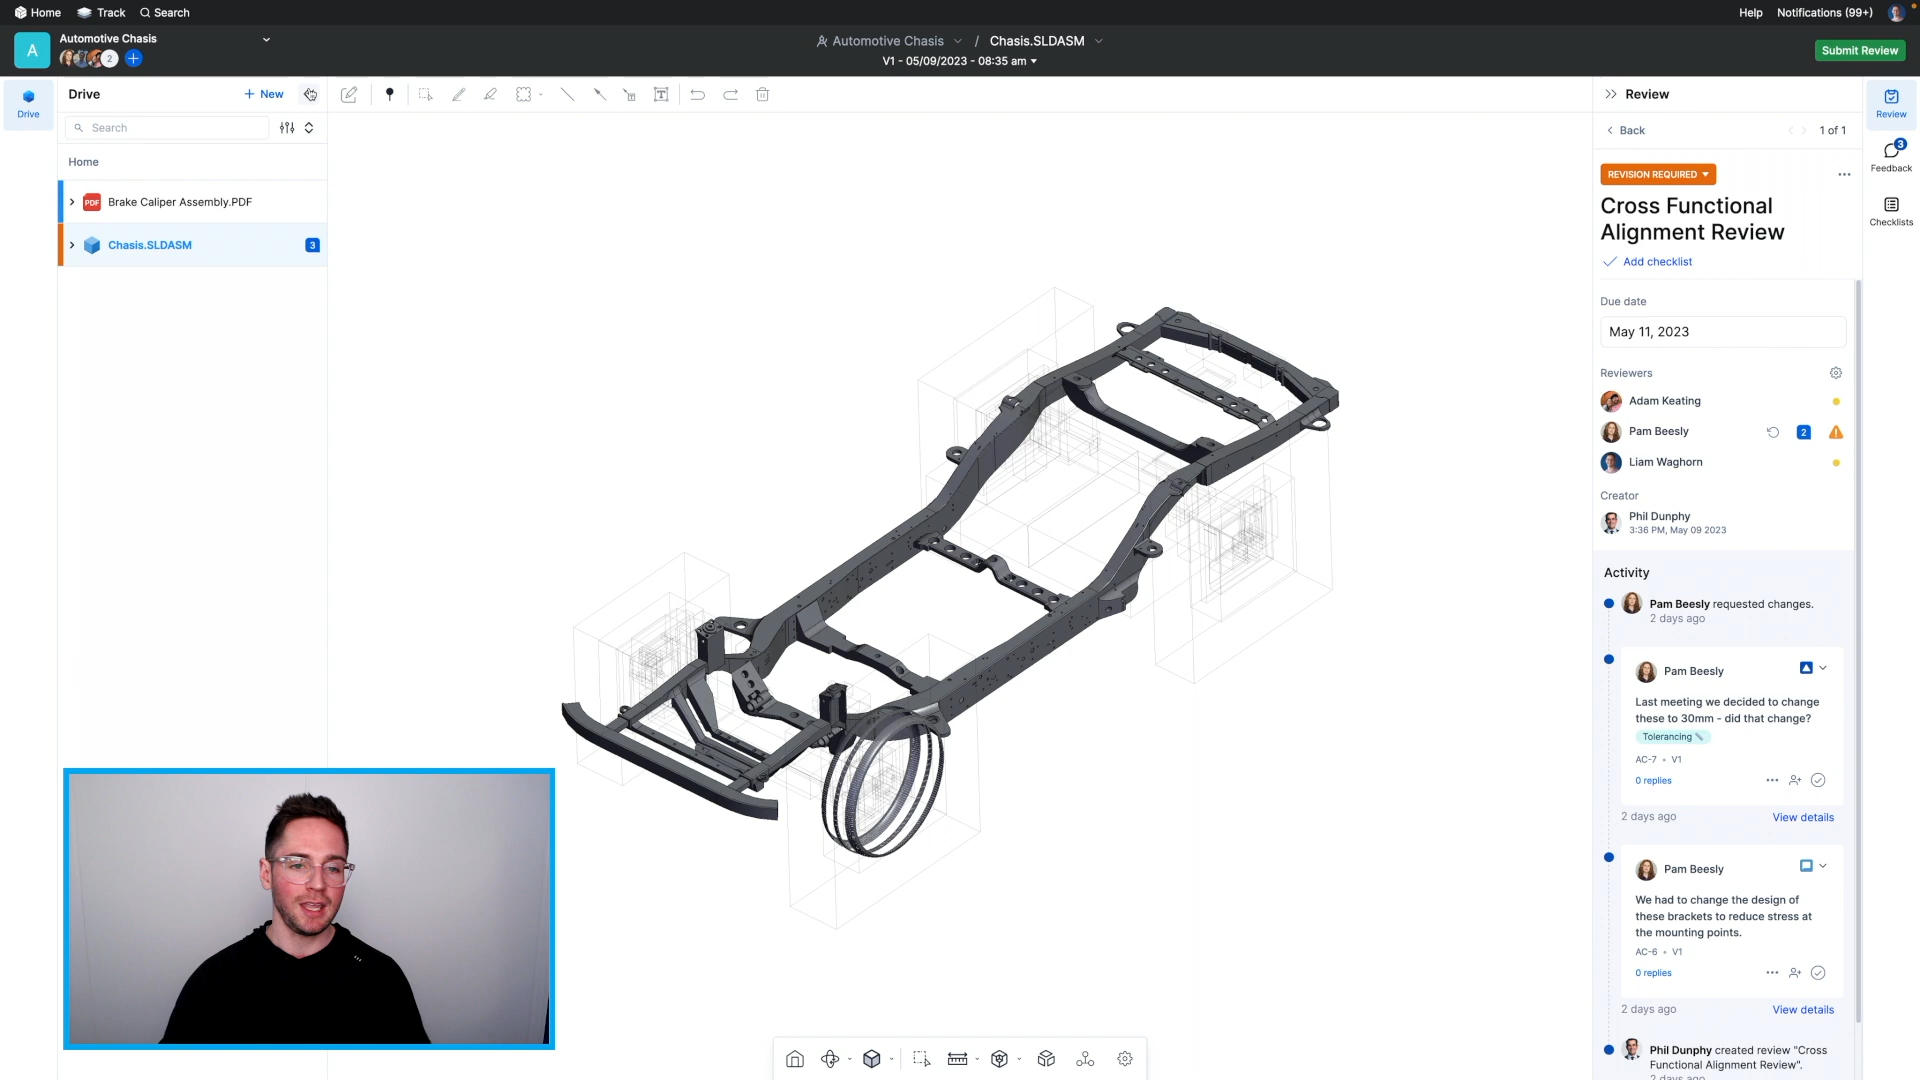 Home
Track
Search
Help
Notifications (99+)
A
Automotive Chasis
2
Automotive Chasis / Chasis.SLDASM
V1 - 05/09/2023 - 08:35 am
Submit Review
Drive
Drive
+ New
Search
Home
PDF Brake Caliper Assembly.PDF
Chasis.SLDASM 3
Review
Back
1 of 1
REVISION REQUIRED
Cross Functional
Alignment Review
Add checklist
Due date
May 11, 2023
Reviewers
Adam Keating
Pam Beesly 2
Liam Waghorn
Creator
Phil Dunphy
3:36 PM, May 09 2023
Activity
Pam Beesly requested changes.
2 days ago
Pam Beesly
Last meeting we decided to change
these to 30mm - did that change?
Tolerancing
AC-7 • V1
0 replies
2 days ago
View details
Pam Beesly
We had to change the design of
these brackets to reduce stress at
the mounting points.
AC-6 • V1
0 replies
2 days ago
View details
Phil Dunphy created review "Cross
Functional Alignment Review".
2 days ago
Review
3
Feedback
Checklists